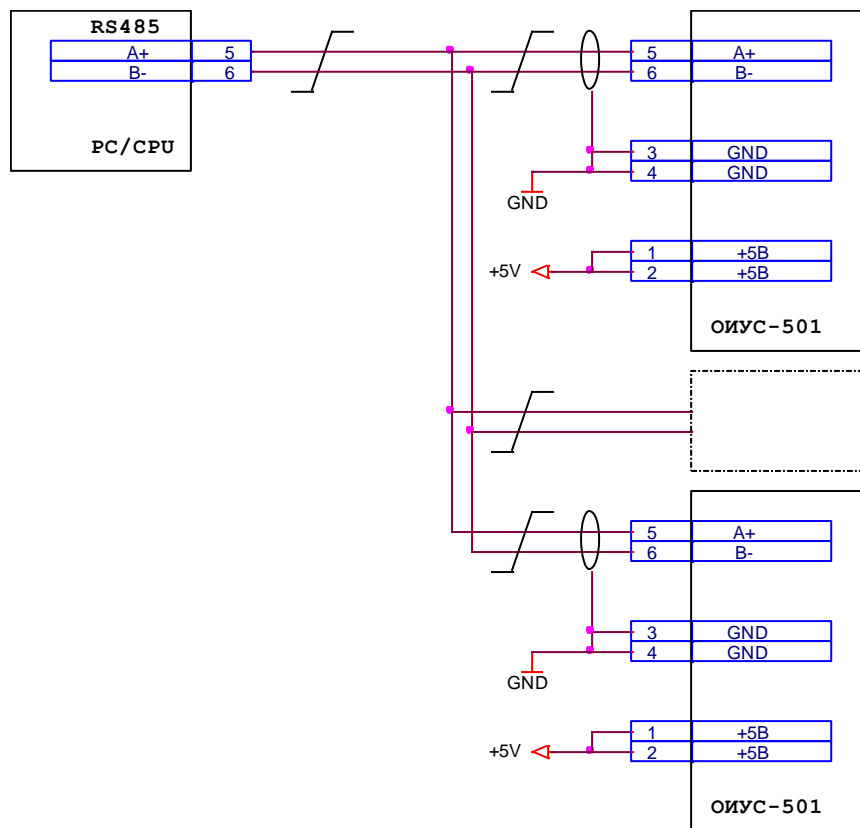 RS485
A+ 5
B- 6
PC/CPU
5 A+
6 B-
3 GND
4 GND
GND
1 +5В
+5V 2 +5В
ОИУС-501
5 A+
6 B-
3 GND
4 GND
GND
1 +5В
+5V 2 +5В
ОИУС-501